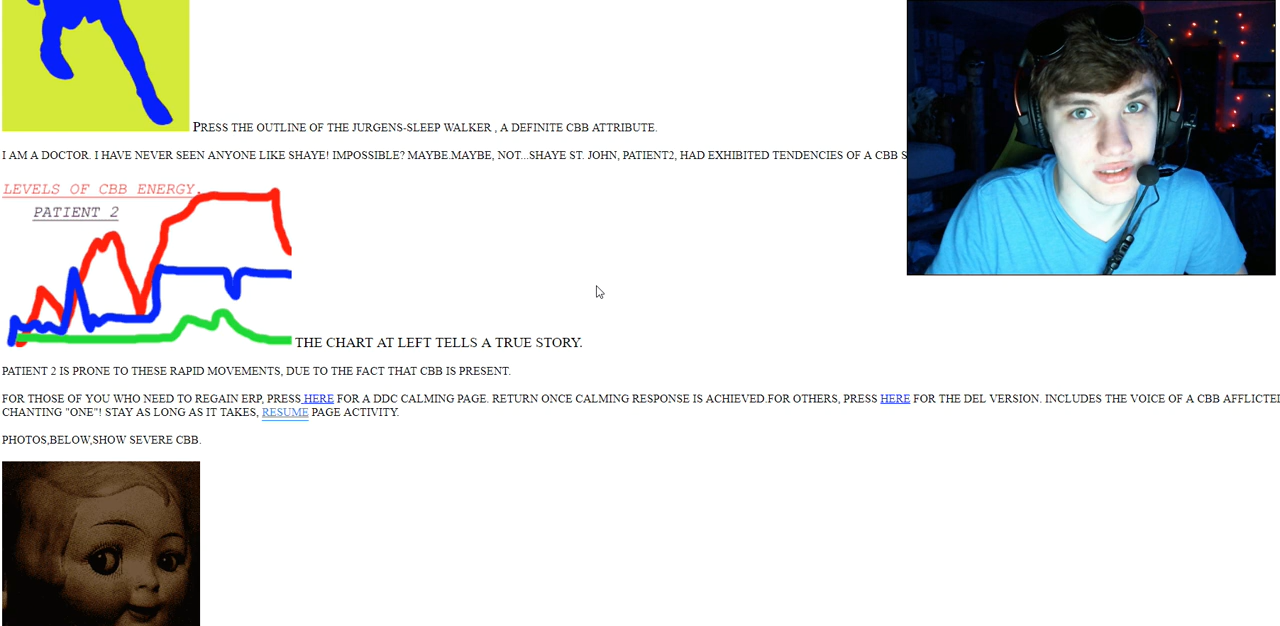 PRESS THE OUTLINE OF THE JURGENS-SLEEP WALKER , A DEFINITE CBB ATTRIBUTE.
I AM A DOCTOR. I HAVE NEVER SEEN ANYONE LIKE SHAYE! IMPOSSIBLE? MAYBE.MAYBE, NOT...SHAYE ST. JOHN, PATIENT2, HAD EXHIBITED TENDENCIES OF A CBB S
LEVELS OF CBB ENERGY.
PATIENT 2
THE CHART AT LEFT TELLS A TRUE STORY.
PATIENT 2 IS PRONE TO THESE RAPID MOVEMENTS, DUE TO THE FACT THAT CBB IS PRESENT.
FOR THOSE OF YOU WHO NEED TO REGAIN ERP, PRESS HERE FOR A DDC CALMING PAGE. RETURN ONCE CALMING RESPONSE IS ACHIEVED.FOR OTHERS, PRESS HERE FOR THE DEL VERSION. INCLUDES THE VOICE OF A CBB AFFLICTED
CHANTING "ONE"! STAY AS LONG AS IT TAKES, RESUME PAGE ACTIVITY.
PHOTOS,BELOW,SHOW SEVERE CBB.